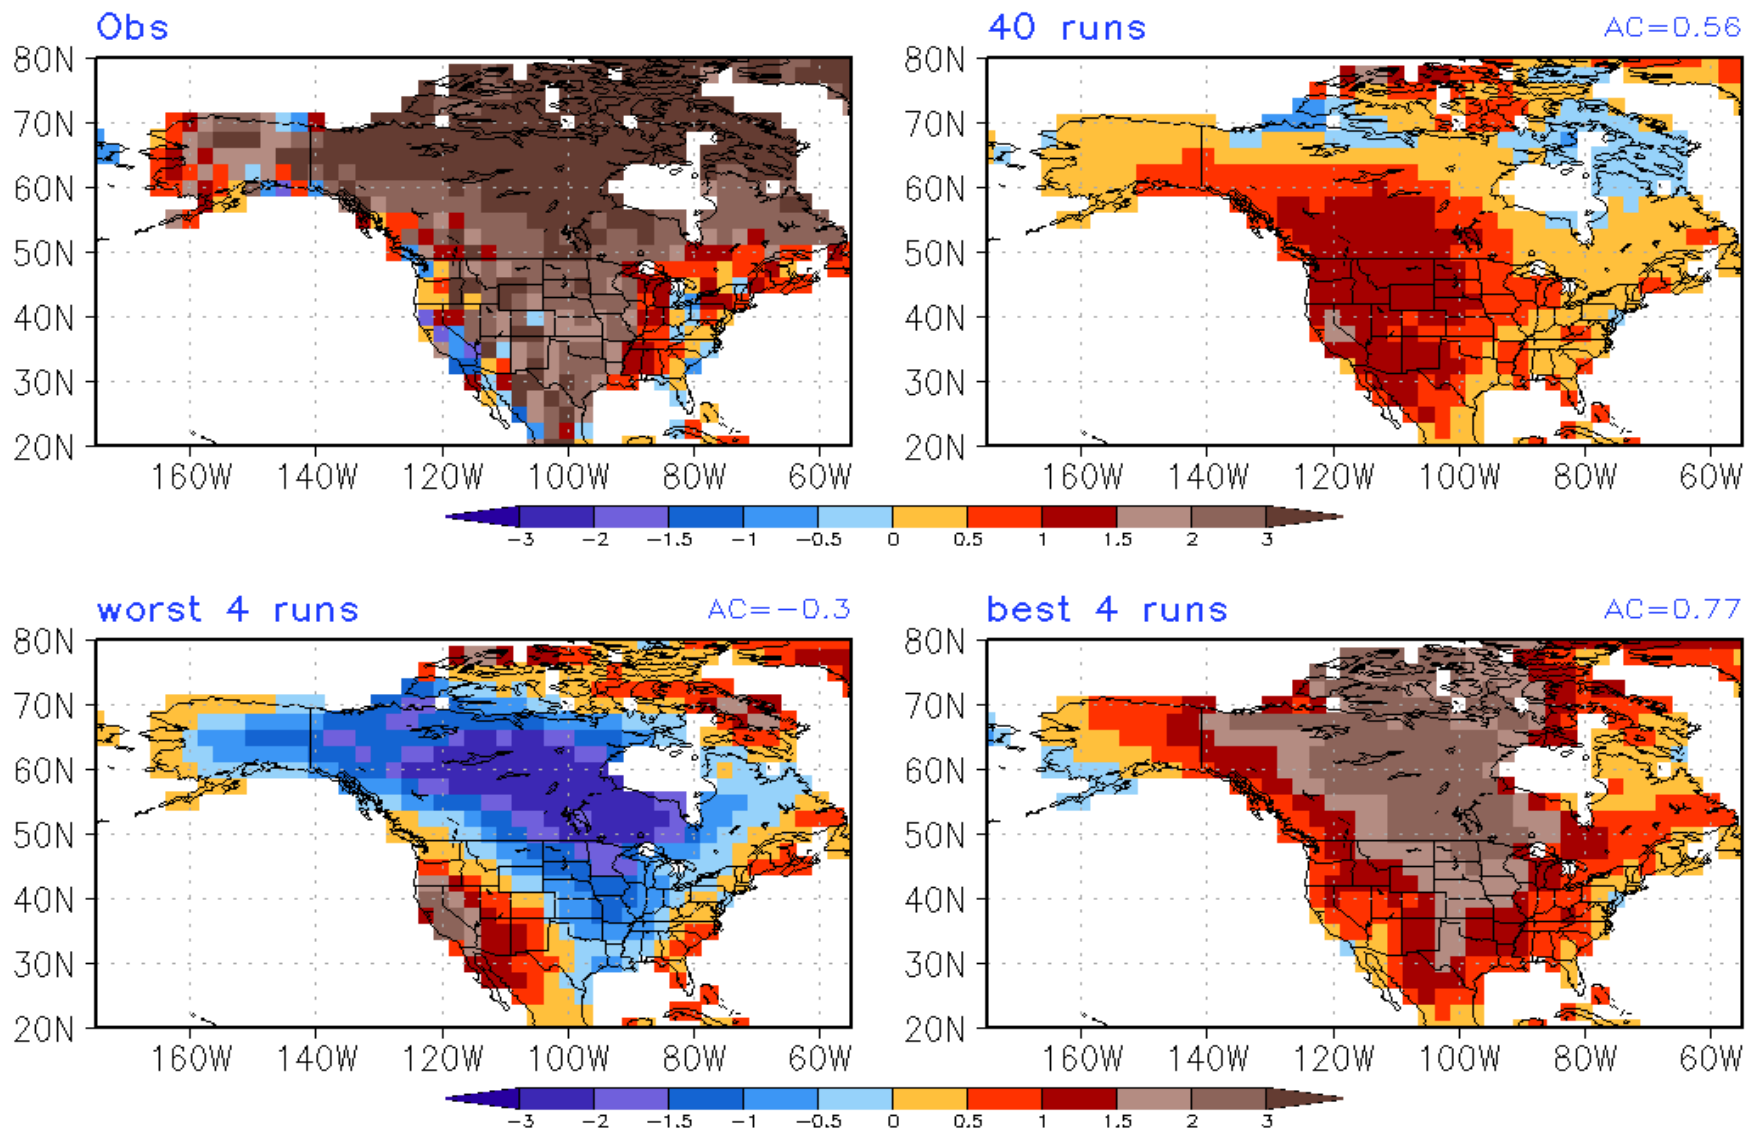 Obs
40 runs AC=0.56
80N 80N
70N 70N
60N 60N
50N 50N
40N 40N
30N 30N
20N 20N
160W 140W 120W 100W 80W 60W 160W 140W 120W 100W 80W 60W
-3 -2 -1.5 -1 -0.5 0 0.5 1 1.5 2 3
worst 4 runs AC=-0.3 best 4 runs AC=0.77
80N 80N
70N 70N
60N 60N
50N 50N
40N 40N
30N 30N
20N 20N
160W 140W 120W 100W 80W 60W 160W 140W 120W 100W 80W 60W
-3 -2 -1.5 -1 -0.5 0 0.5 1 1.5 2 3